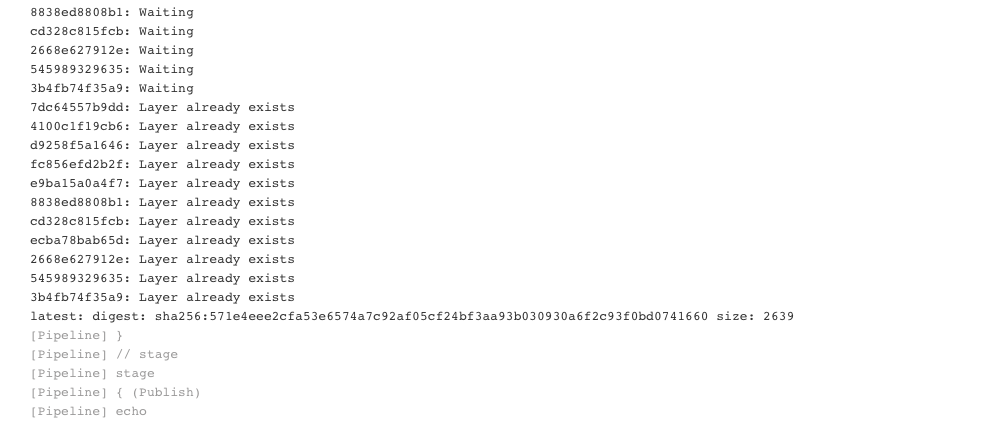 8838ed8808b1: Waiting
cd328c815fcb: Waiting
2668e627912e: Waiting
545989329635: Waiting
3b4fb74f35a9: Waiting
7dc64557b9dd: Layer already exists
4100c1f19cb6: Layer already exists
d9258f5a1646: Layer already exists
fc856efd2b2f: Layer already exists
e9ba15a0a4f7: Layer already exists
8838ed8808b1: Layer already exists
cd328c815fcb: Layer already exists
ecba78bab65d: Layer already exists
2668e627912e: Layer already exists
545989329635: Layer already exists
3b4fb74f35a9: Layer already exists
latest: digest: sha256:571e4eee2cfa53e6574a7c92af05cf24bf3aa93b030930a6f2c93f0bd0741660 size: 2639
[Pipeline] }
[Pipeline] // stage
[Pipeline] stage
[Pipeline] { (Publish)
[Pipeline] echo